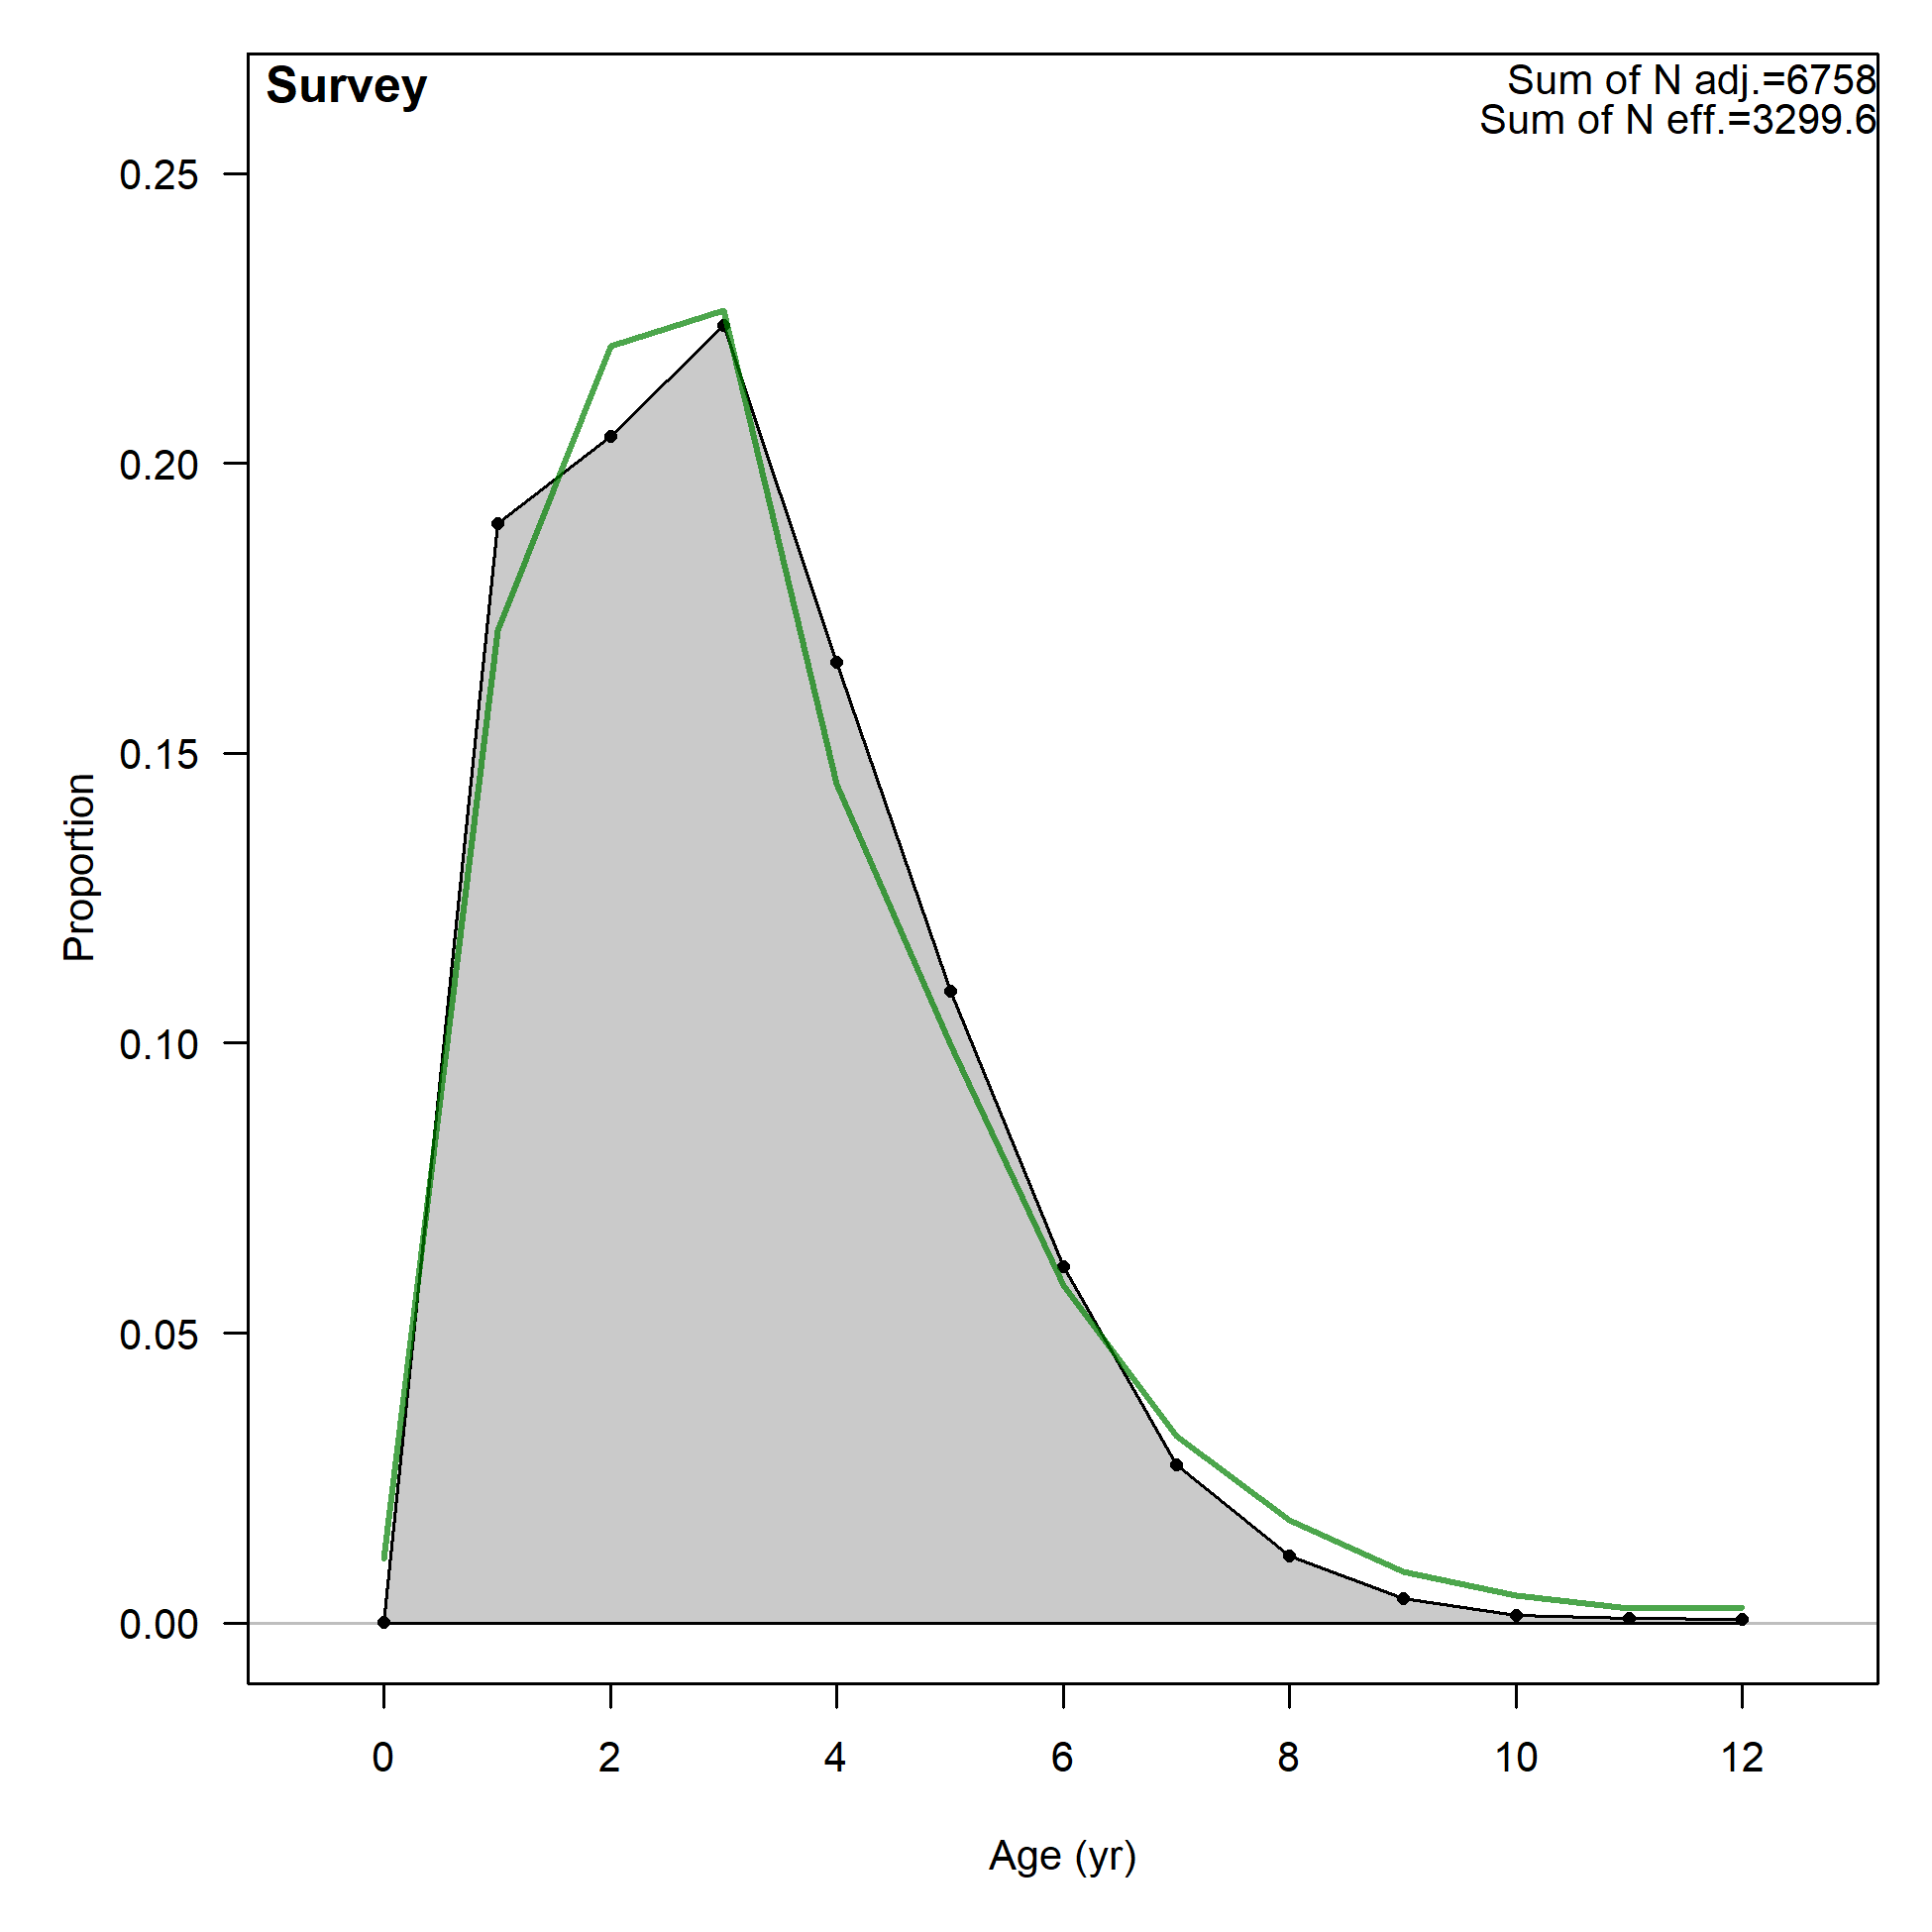 Survey
Sum of N adj.=6758
Sum of N eff.=3299.6
0.25
0.20
0.15
0.10
0.05
0.00
Proportion
0 2 4 6 8 10 12
Age (yr)